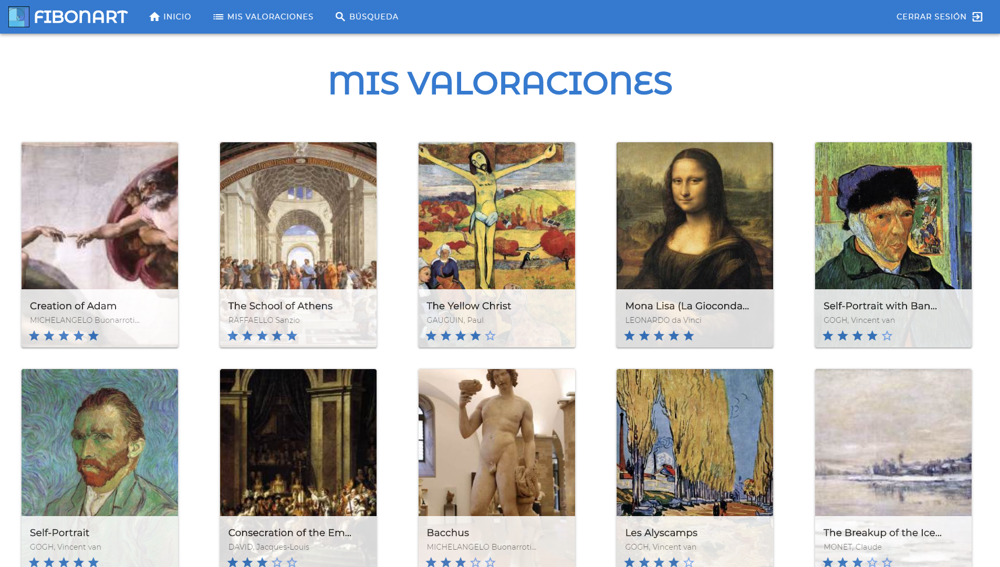 FIBONART
INICIO
MIS VALORACIONES
BÚSQUEDA
CERRAR SESIÓN
MIS VALORACIONES
Creation of Adam
MICHELANGELO Buonarroti...
The School of Athens
RAFFAELLO Sanzio
The Yellow Christ
GAUGUIN, Paul
Mona Lisa (La Gioconda...
LEONARDO da Vinci
Self-Portrait with Ban...
GOGH, Vincent van
Self-Portrait
GOGH, Vincent van
Consecration of the Em...
DAVID, Jacques-Louis
Bacchus
MICHELANGELO Buonarroti...
Les Alyscamps
GOGH, Vincent van
The Breakup of the Ice...
MONET, Claude